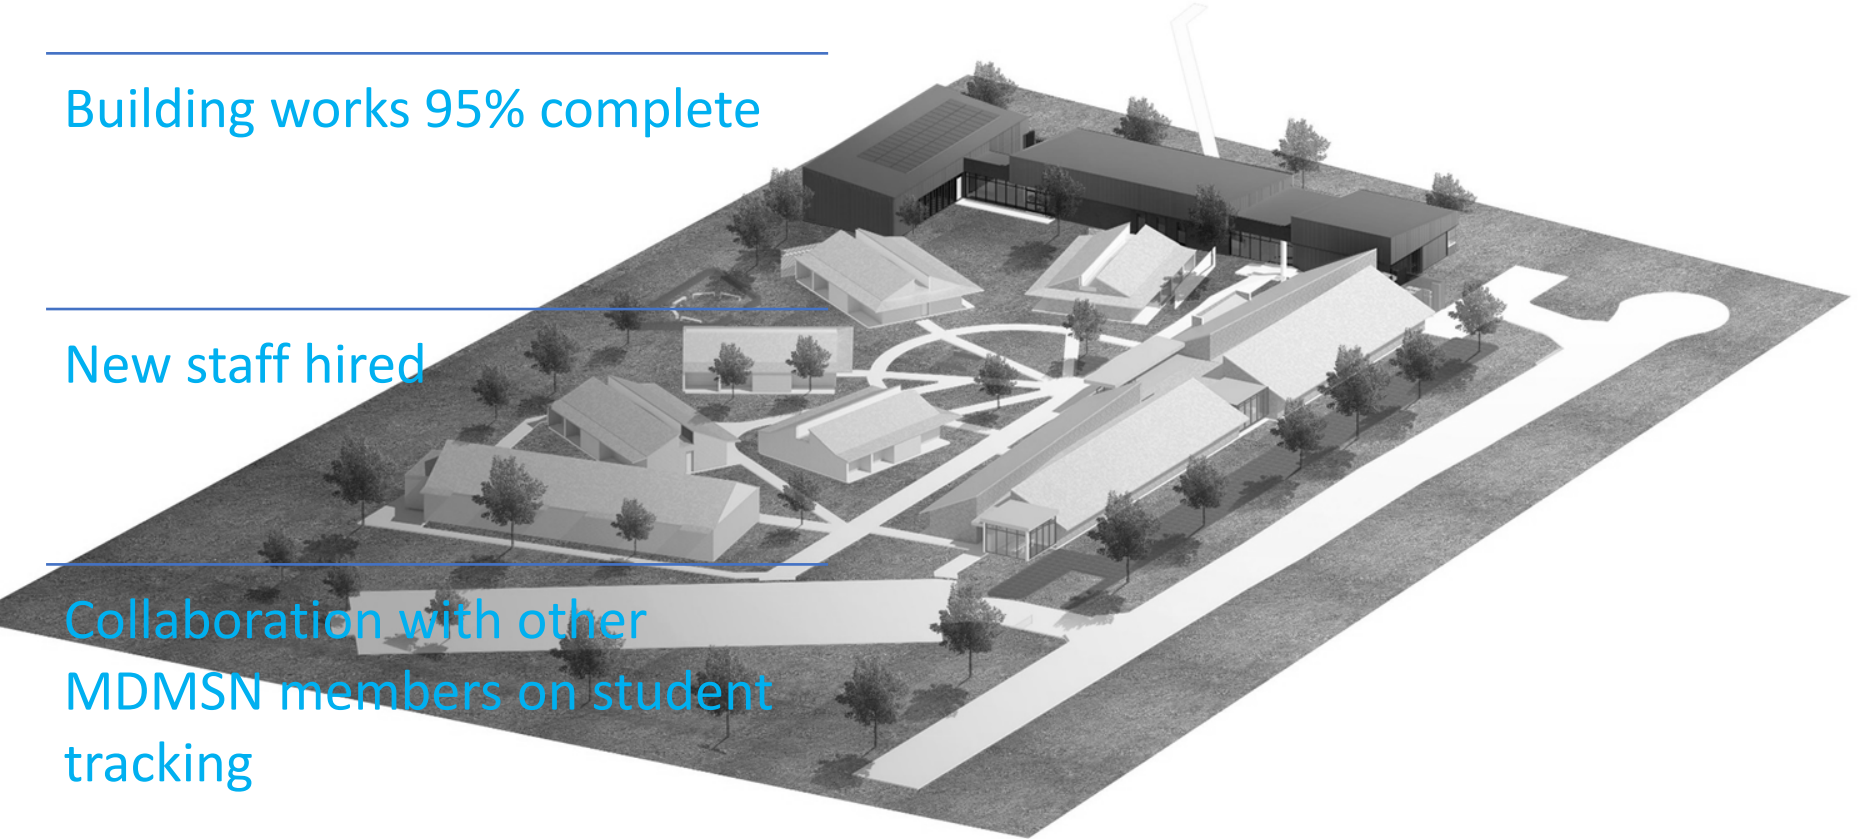 Building works 95% complete
New staff hired
Collaboration with other
MDMSN members on student
tracking